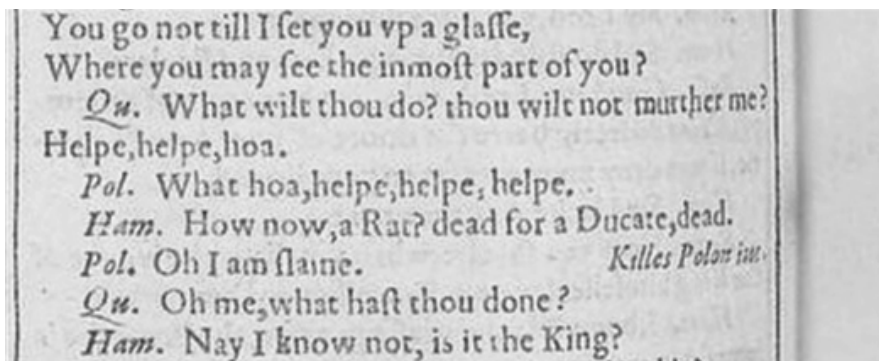 You go not till I ſet you vp a glaſſe,
Where you may ſee the inmoſt part of you?
Qu. What wilt thou do? thou wilt not murther me?
Helpe,helpe,hoa.
Pol. What hoa,helpe,helpe, helpe.
Ham. How now,a Rat? dead for a Ducate,dead.
Pol. Oh I am ſlaine. Killes Polonius.
Qu. Oh me,what haſt thou done?
Ham. Nay I know not, is it the King?